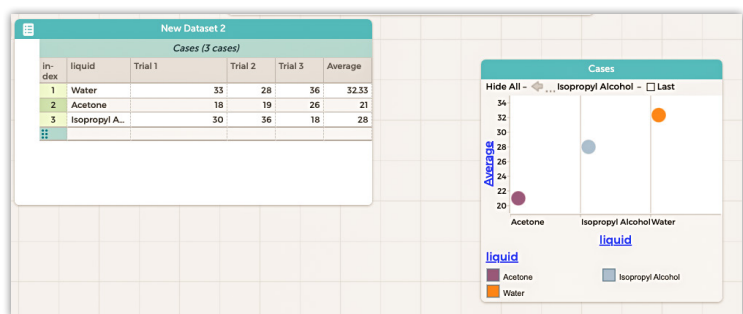 New Dataset 2
Cases (3 cases)
in-
dex liquid Trial 1 Trial 2 Trial 3 Average
1 Water 33 28 36 32.33
2 Acetone 18 19 26 21
3 Isopropyl A... 30 36 18 28
Cases
Hide All – ... Isopropyl Alcohol – Last
34
32
30
28
26
24
22
20
Average
Acetone Isopropyl Alcohol Water
liquid
liquid
Acetone Isopropyl Alcohol
Water